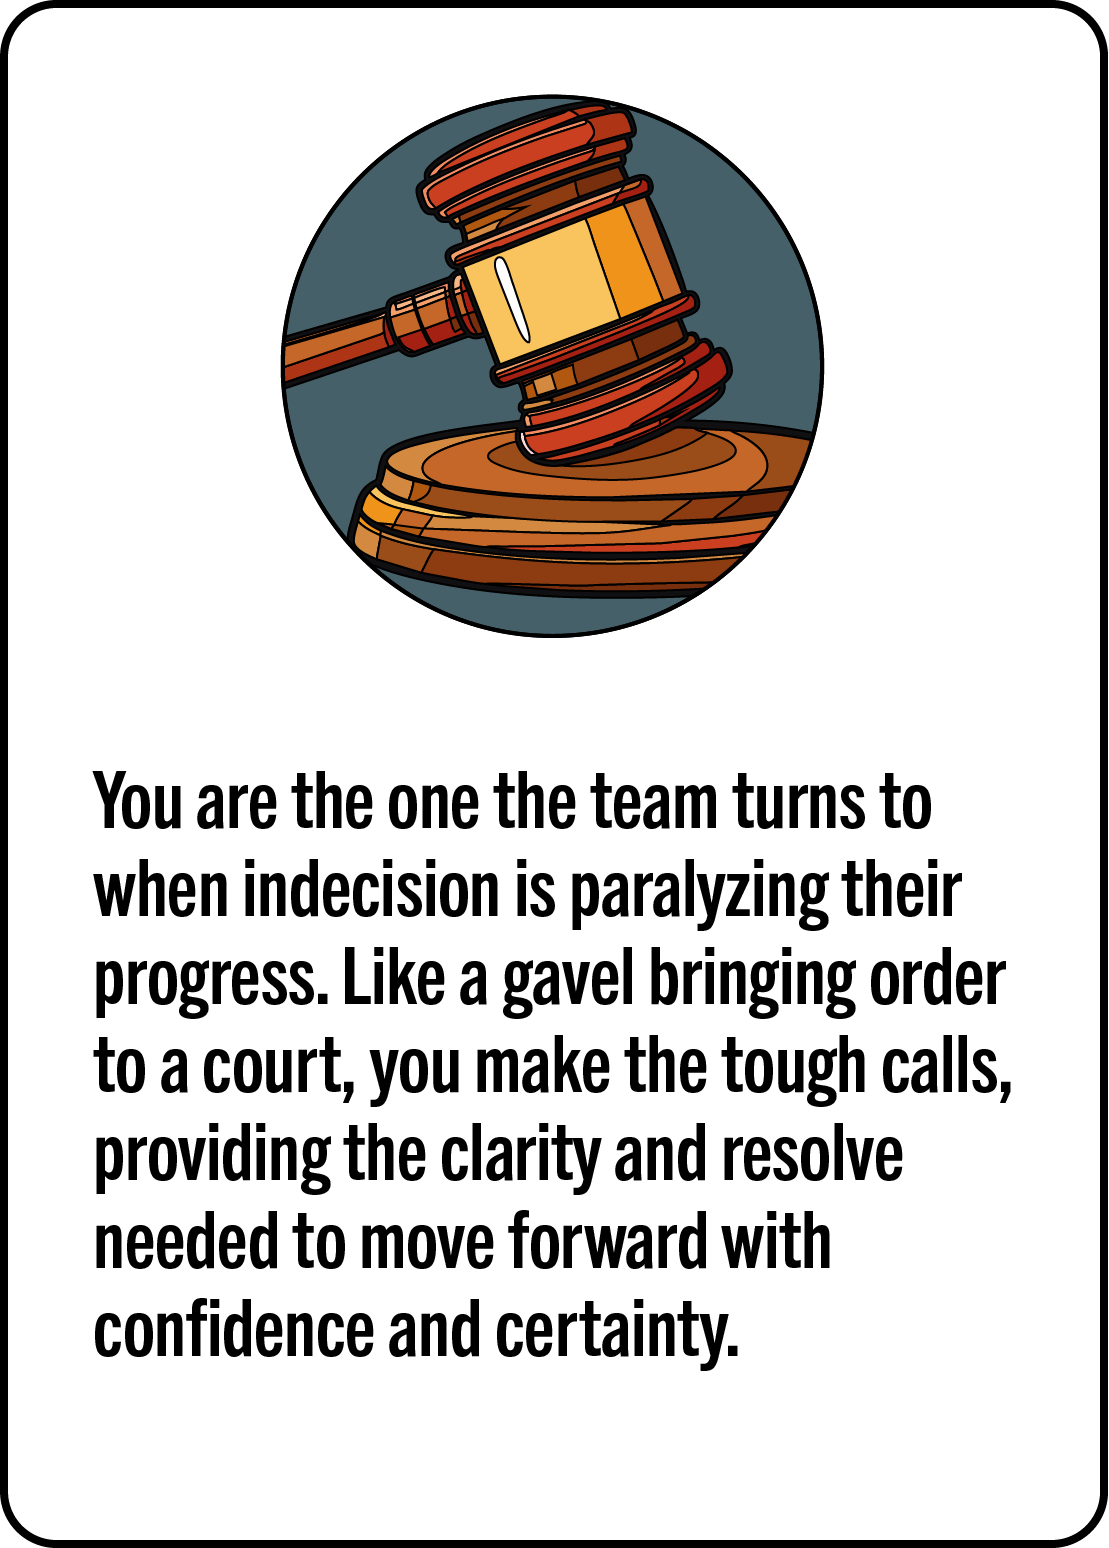 You are the one the team turns to
when indecision is paralyzing their
progress. Like a gavel bringing order
to a court, you make the tough calls,
providing the clarity and resolve
needed to move forward with
confidence and certainty.